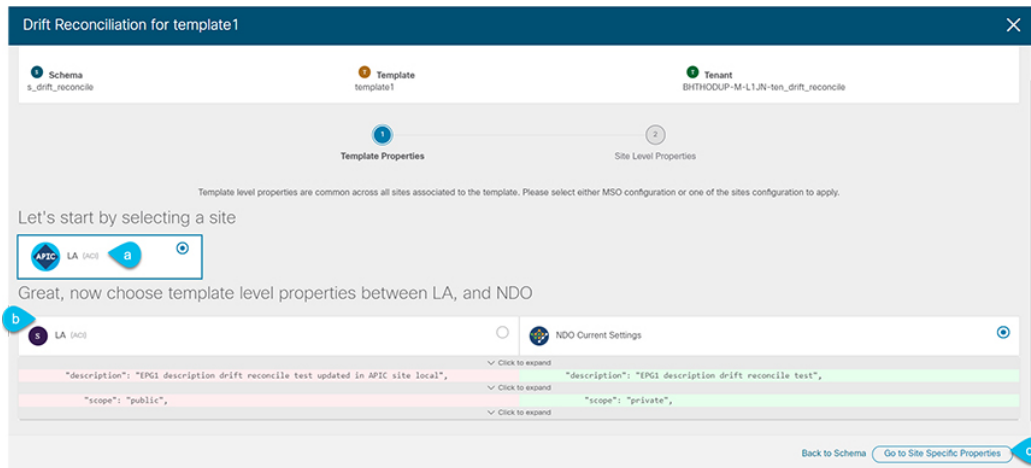 Drift Reconciliation for template1
S Schema
s_drift_reconcile
T Template
template1
T Tenant
BHTHODUP-M-L1JN-ten_drift_reconcile
1
2
Template Properties
Site Level Properties
Template level properties are common across all sites associated to the template. Please select either MSO configuration or one of the sites configuration to apply.
Let's start by selecting a site
APIC LA [ACI] a
Great, now choose template level properties between LA, and NDO
b
S LA [ACI]
NDO Current Settings
Click to expand
"description": "EPG1 description drift reconcile test updated in APIC site local",
"description": "EPG1 description drift reconcile test",
Click to expand
"scope": "public",
"scope": "private",
Click to expand
Back to Schema Go to Site Specific Properties